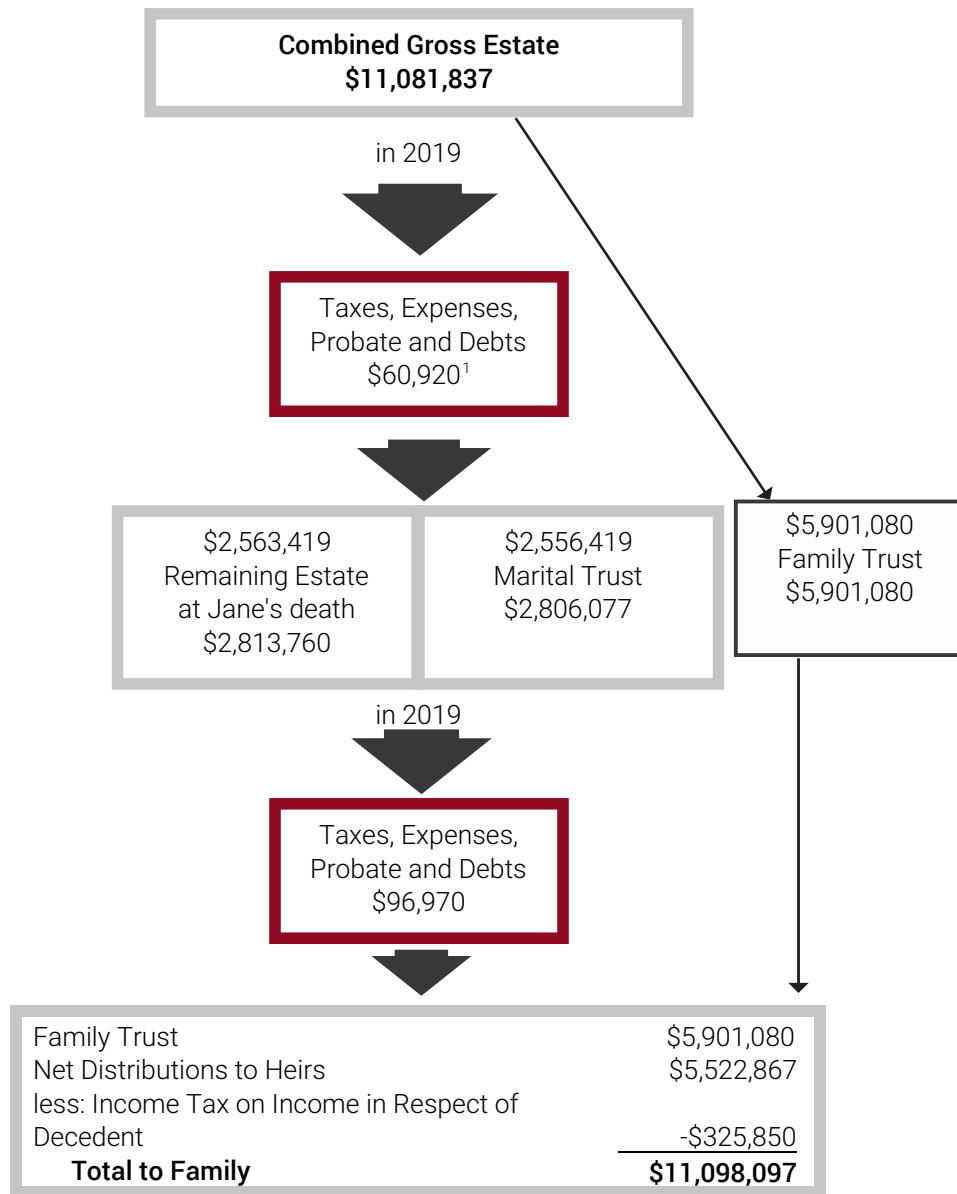 Combined Gross Estate
$11,081,837
in 2019
Taxes, Expenses,
Probate and Debts
$60,920¹
$2,563,419
Remaining Estate
at Jane's death
$2,813,760
$2,556,419
Marital Trust
$2,806,077
$5,901,080
Family Trust
$5,901,080
in 2019
Taxes, Expenses,
Probate and Debts
$96,970
Family Trust $5,901,080
Net Distributions to Heirs $5,522,867
less: Income Tax on Income in Respect of
Decedent -$325,850
Total to Family $11,098,097